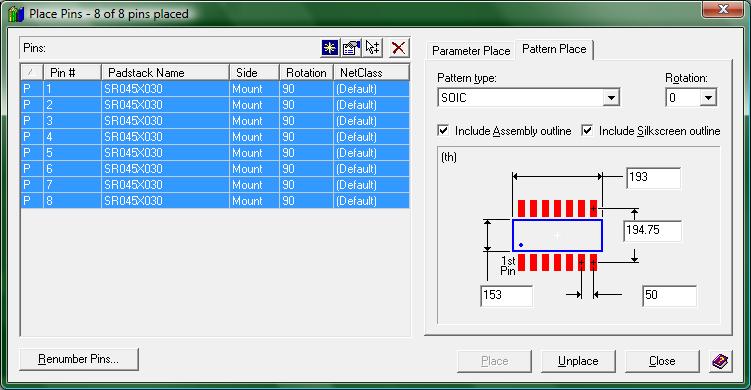 Place Pins - 8 of 8 pins placed
Pins:
Pin # Padstack Name Side Rotation NetClass
P 1 SR045X030 Mount 90 (Default)
P 2 SR045X030 Mount 90 (Default)
P 3 SR045X030 Mount 90 (Default)
P 4 SR045X030 Mount 90 (Default)
P 5 SR045X030 Mount 90 (Default)
P 6 SR045X030 Mount 90 (Default)
P 7 SR045X030 Mount 90 (Default)
P 8 SR045X030 Mount 90 (Default)
Renumber Pins...
Parameter Place Pattern Place
Pattern type: Rotation:
SOIC 0
Include Assembly outline Include Silkscreen outline
(th)
193
194.75
1st
Pin
153 50
Place Unplace Close